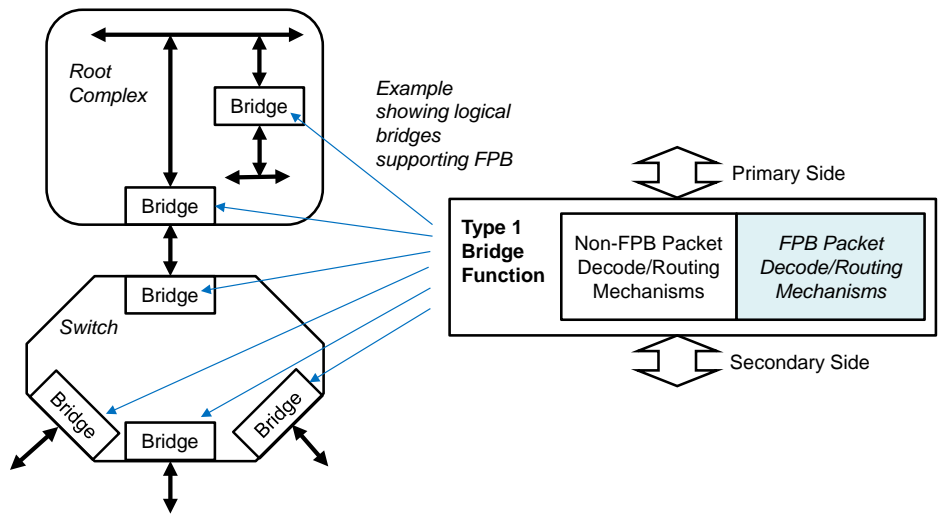 Root
Complex
Bridge
Bridge
Example
showing logical
bridges
supporting FPB
Primary Side
Type 1
Bridge
Function
Non-FPB Packet
Decode/Routing
Mechanisms
FPB Packet
Decode/Routing
Mechanisms
Secondary Side
Switch
Bridge
Bridge
Bridge
Bridge